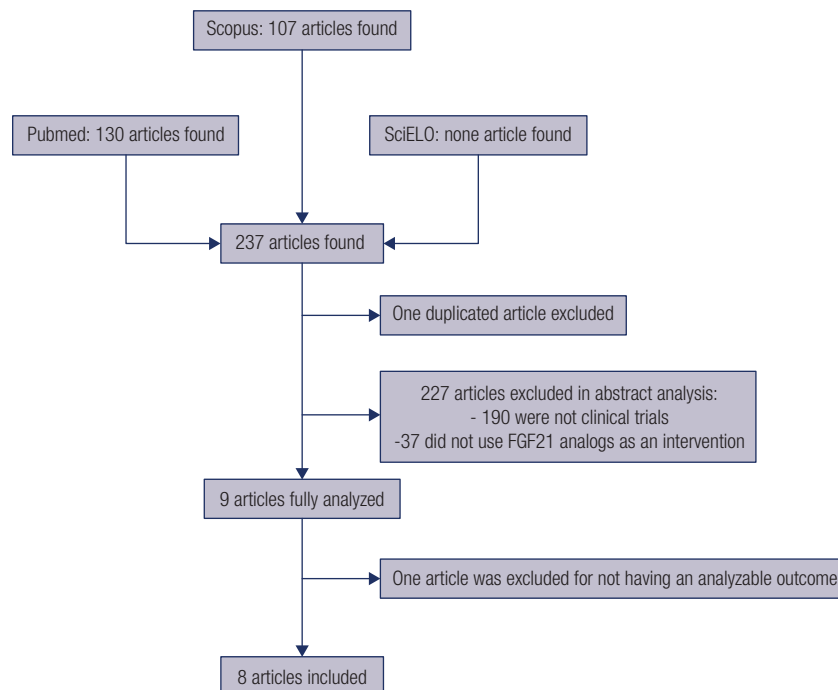 Scopus: 107 articles found
Pubmed: 130 articles found
SciELO: none article found
237 articles found
One duplicated article excluded
227 articles excluded in abstract analysis:
- 190 were not clinical trials
-37 did not use FGF21 analogs as an intervention
9 articles fully analyzed
One article was excluded for not having an analyzable outcome
8 articles included